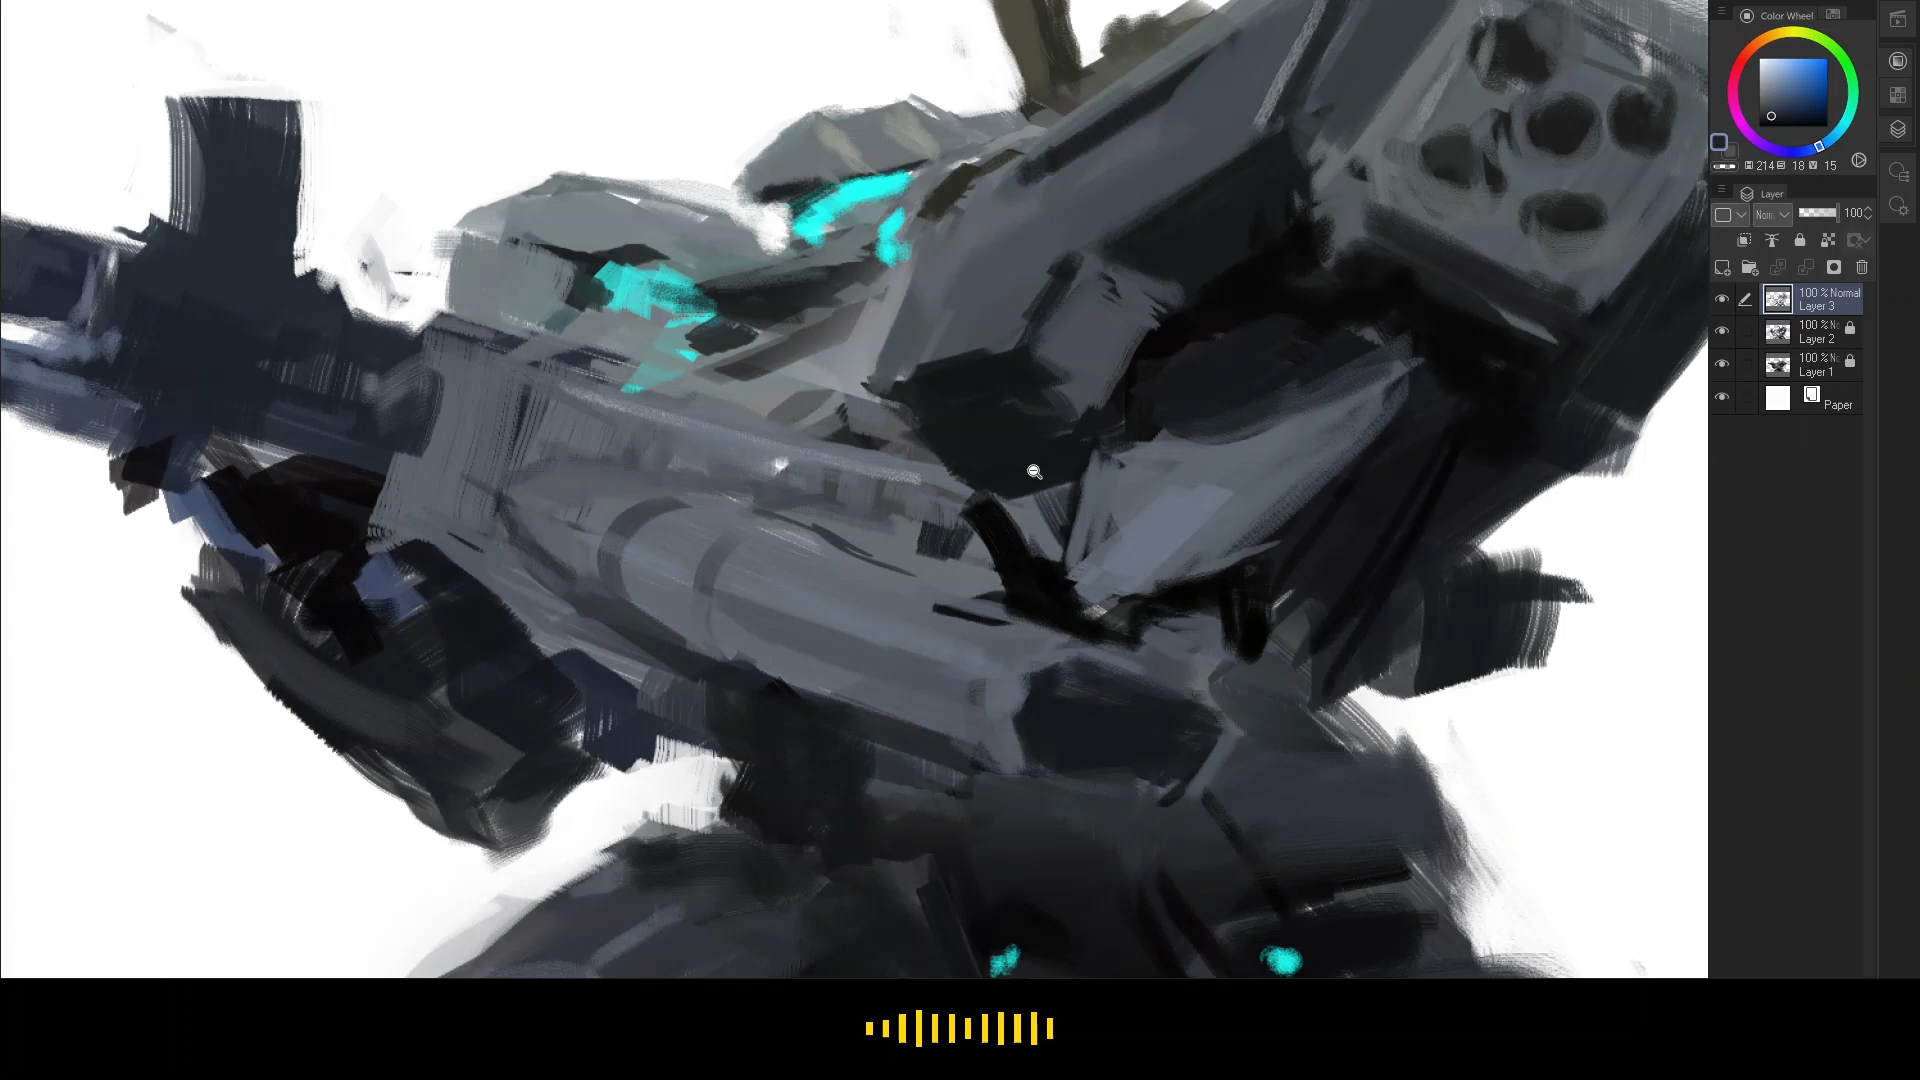 Color Wheel
214 18 15
Layer
100
100 % Normal
Layer 3
100 %
Layer 2
100 %
Layer 1
Paper